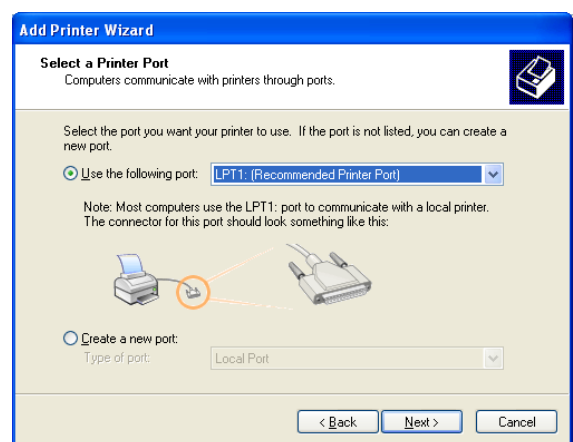 Add Printer Wizard
Select a Printer Port
Computers communicate with printers through ports.
Select the port you want your printer to use.  If the port is not listed, you can create a
new port.
Use the following port: LPT1: (Recommended Printer Port)
Note: Most computers use the LPT1: port to communicate with a local printer.
The connector for this port should look something like this:
Create a new port:
Type of port: Local Port
< Back Next > Cancel